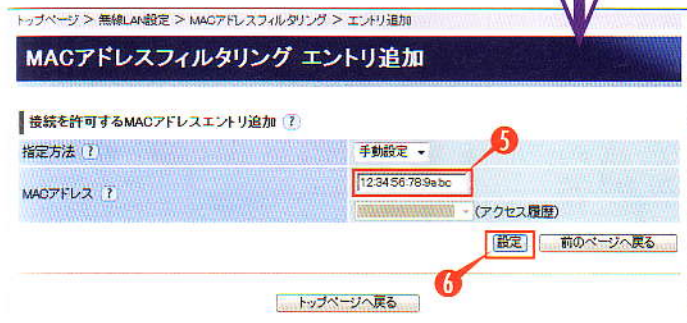 トップページ > 無線LAN設定 > MACアドレスフィルタリング > エントリ追加
MACアドレスフィルタリング エントリ追加
接続を許可するMACアドレスエントリ追加 ?
指定方法 ? 手動設定
5
MACアドレス ? 12:34:56:78:9a:bc
(アクセス履歴)
設定 前のページへ戻る
6
トップページへ戻る